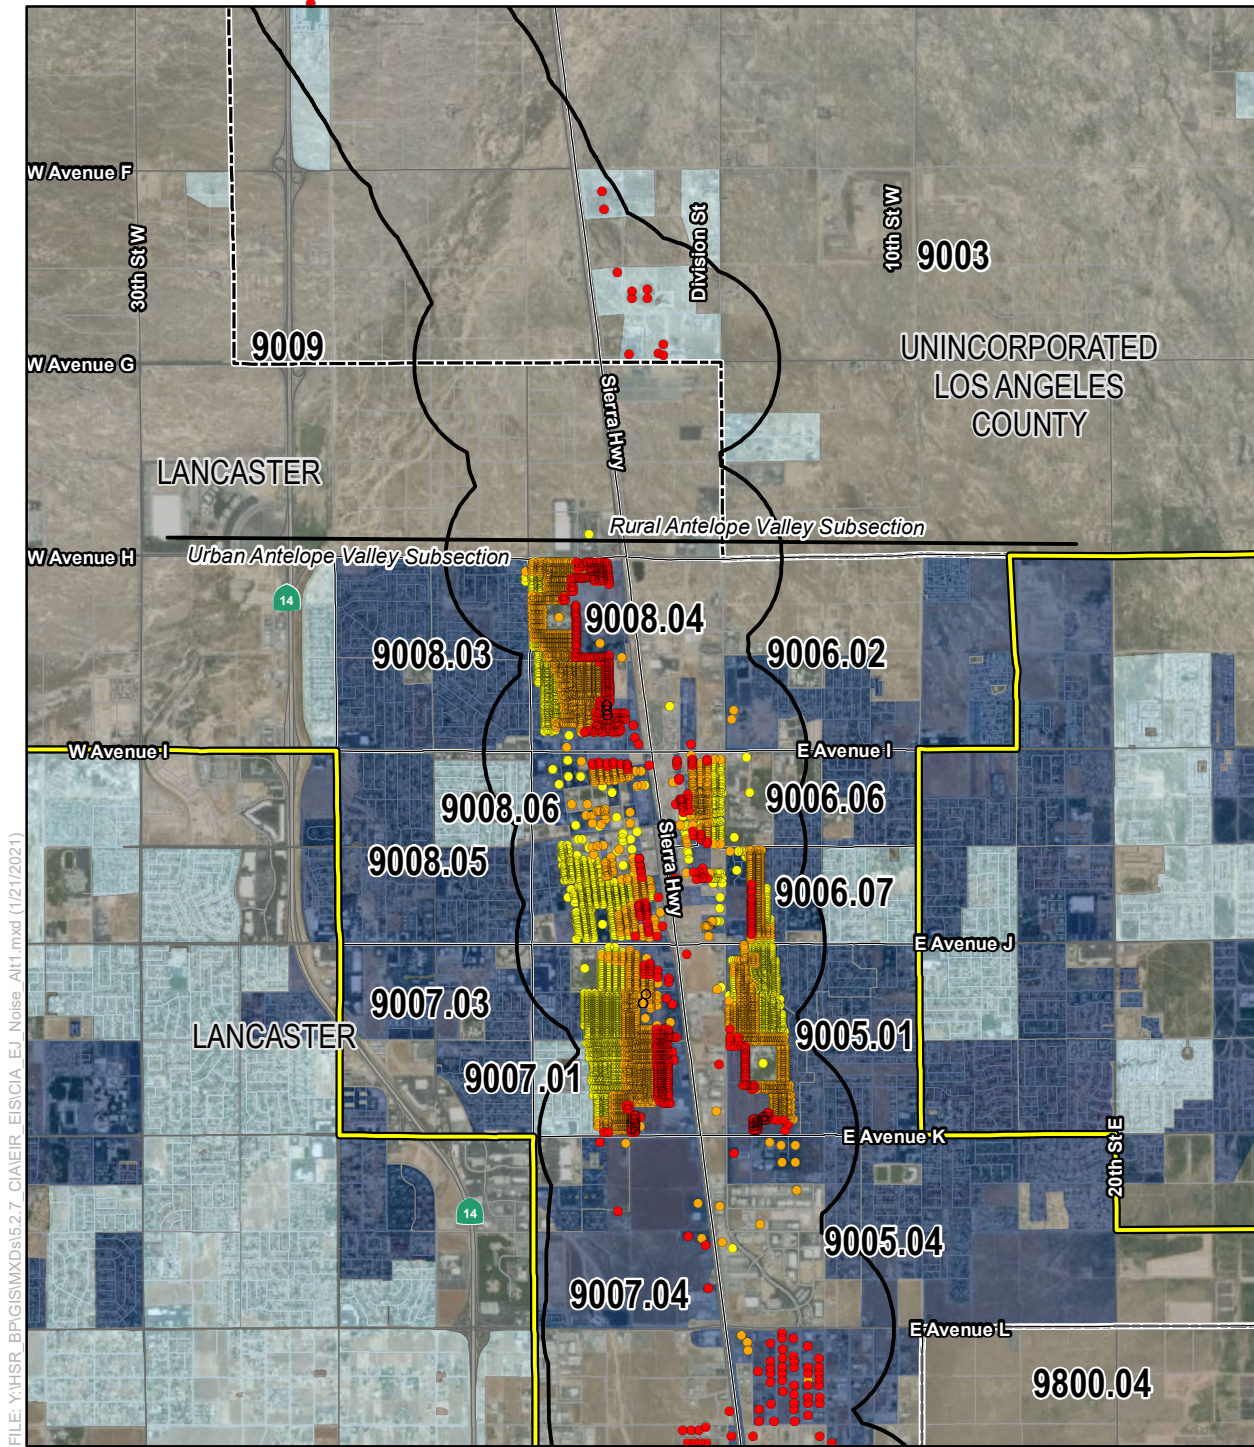 W Avenue F
30th St W
Division St
10th St W
9003
9009
W Avenue G
UNINCORPORATED
LOS ANGELES
COUNTY
Sierra Hwy
LANCASTER
Rural Antelope Valley Subsection
W Avenue H
Urban Antelope Valley Subsection
14
9008.04
9008.03
9006.02
W Avenue I
E Avenue I
9008.06
9006.06
Sierra Hwy
9008.05
9006.07
E Avenue J
9007.03
LANCASTER
9005.01
9007.01
E Avenue K
20th St E
14
9005.04
9007.04
E Avenue L
9800.04
FILE: Y:\HSR_BP\GIS\MXDs\5.2.7_CIA\EIR_EIS\CIA_EJ_Noise_Alt1.mxd (1/21/2021)